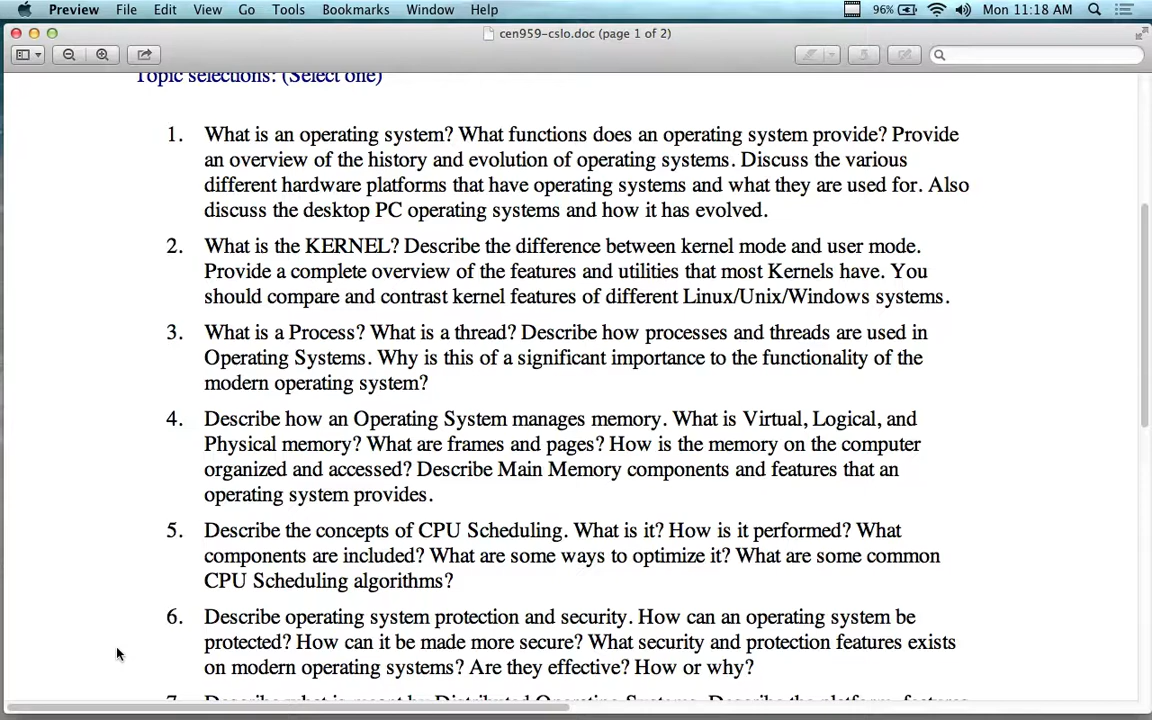 Preview File Edit View Go Tools Bookmarks Window Help 96% Mon 11:18 AM
cen959-cslo.doc (page 1 of 2)
Topic selections: (Select one)
1. What is an operating system? What functions does an operating system provide? Provide
an overview of the history and evolution of operating systems. Discuss the various
different hardware platforms that have operating systems and what they are used for. Also
discuss the desktop PC operating systems and how it has evolved.
2. What is the KERNEL? Describe the difference between kernel mode and user mode.
Provide a complete overview of the features and utilities that most Kernels have. You
should compare and contrast kernel features of different Linux/Unix/Windows systems.
3. What is a Process? What is a thread? Describe how processes and threads are used in
Operating Systems. Why is this of a significant importance to the functionality of the
modern operating system?
4. Describe how an Operating System manages memory. What is Virtual, Logical, and
Physical memory? What are frames and pages? How is the memory on the computer
organized and accessed? Describe Main Memory components and features that an
operating system provides.
5. Describe the concepts of CPU Scheduling. What is it? How is it performed? What
components are included? What are some ways to optimize it? What are some common
CPU Scheduling algorithms?
6. Describe operating system protection and security. How can an operating system be
protected? How can it be made more secure? What security and protection features exists
on modern operating systems? Are they effective? How or why?
7. Describe what is meant by Distributed Operating Systems. Describe the platform, features